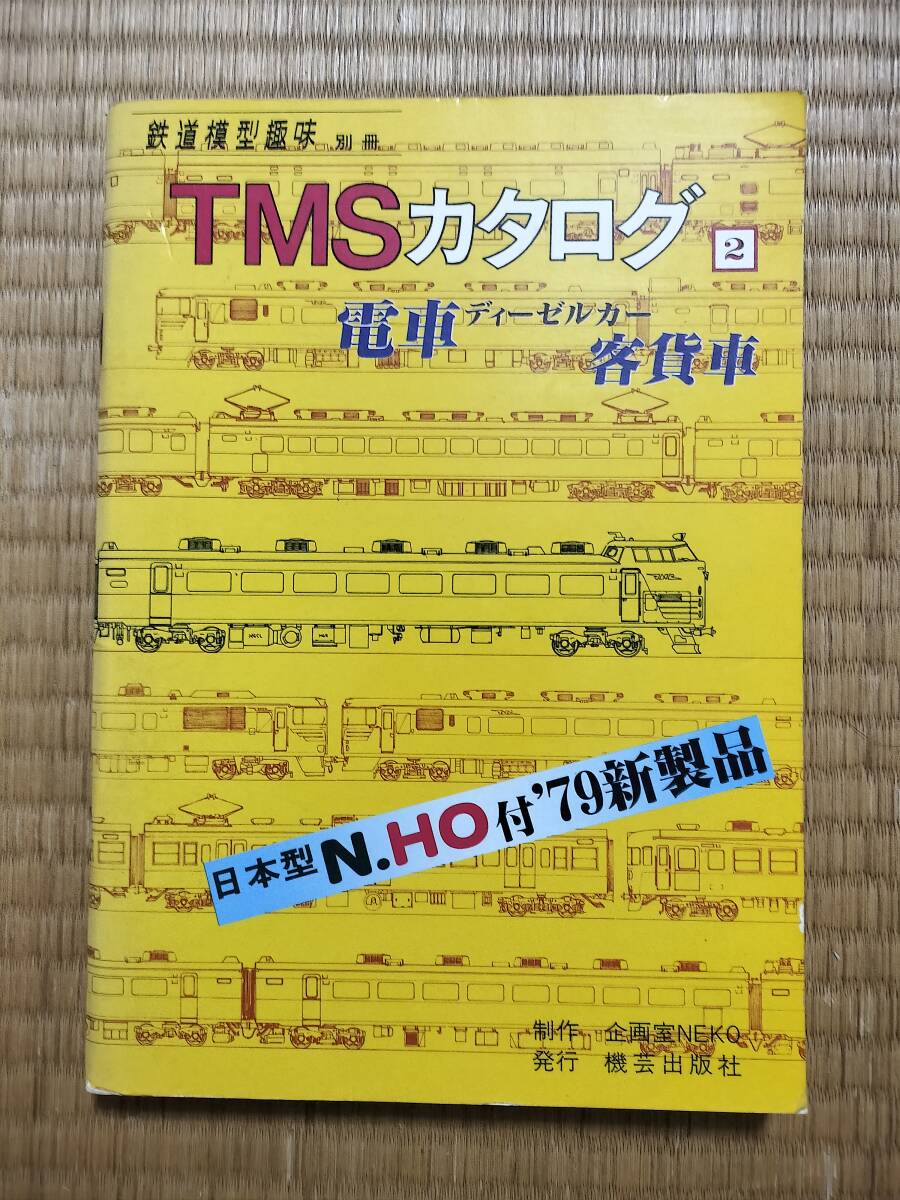 鉄道模型趣味 別冊
TMSカタログ 2
電車 ディーゼルカー
客貨車
日本型 N.HO付'79新製品
制作 企画室NEKO
発行 機芸出版社